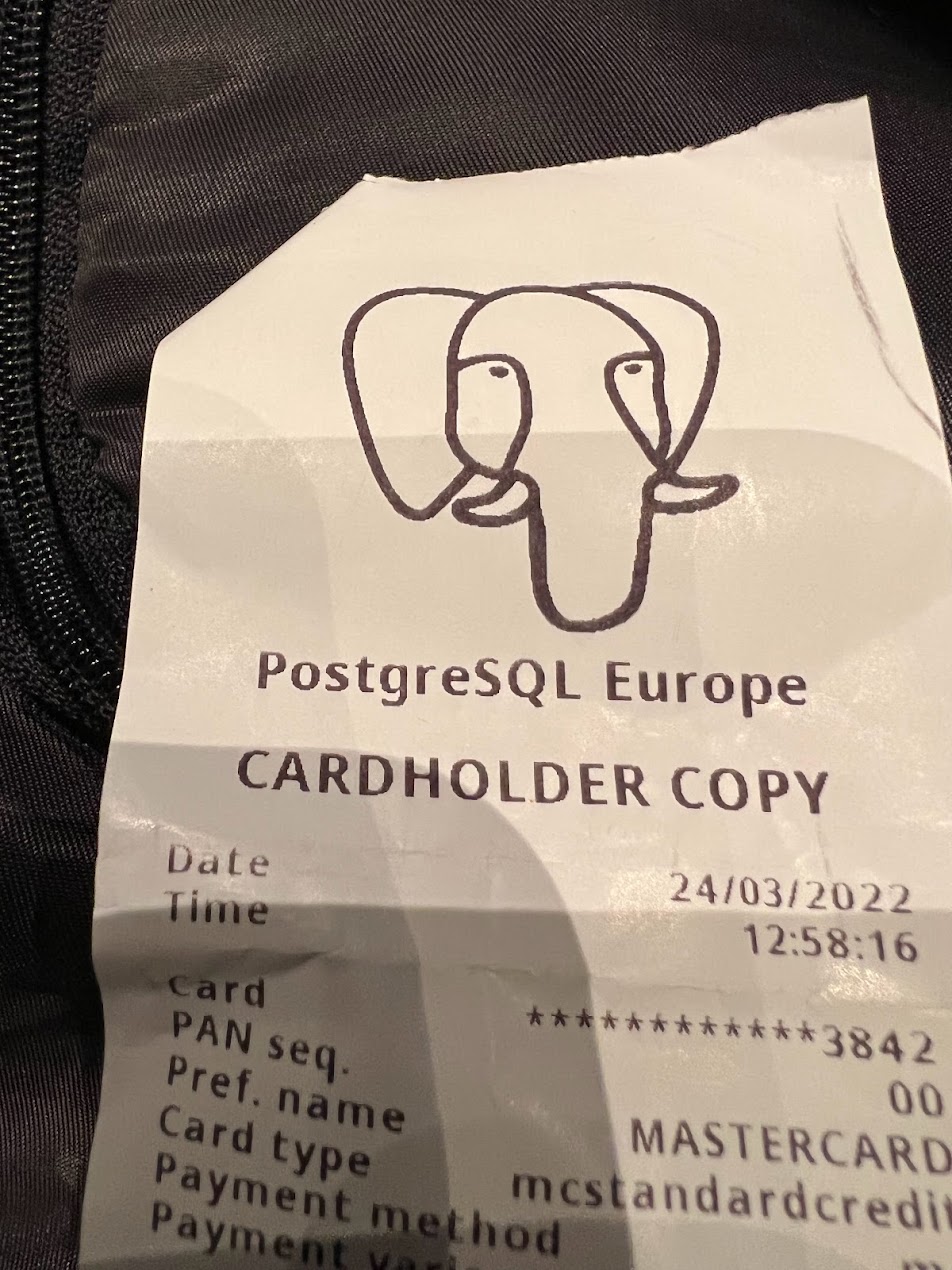 PostgreSQL Europe
CARDHOLDER COPY
Date 24/03/2022
Time 12:58:16
Card ************3842
PAN seq. 00
Pref. name MASTERCARD
Card type mcstandardcredit
Payment method
Payment